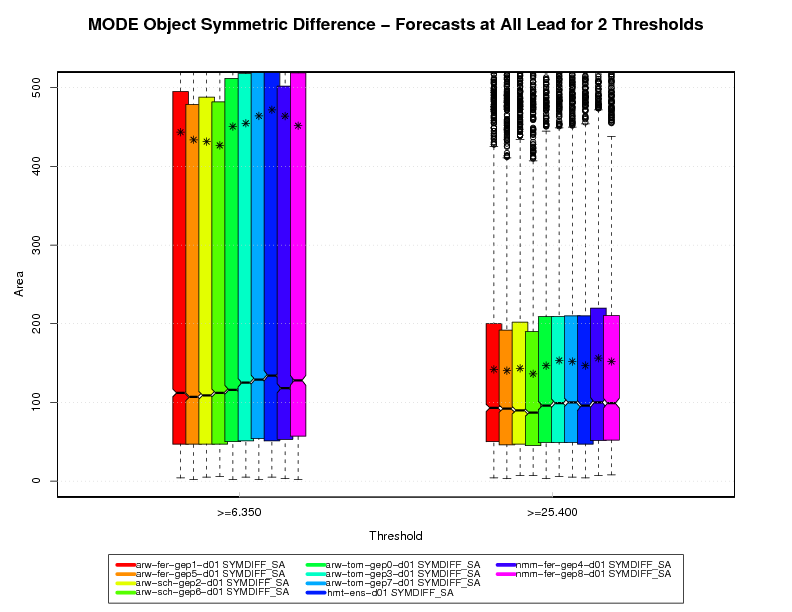 MODE Object Symmetric Difference – Forecasts at All Lead for 2 Thresholds
500
400
300
200
100
0
Area
>=6.350
>=25.400
Threshold
arw-fer-gep1-d01 SYMDIFF_SA
arw-fer-gep5-d01 SYMDIFF_SA
arw-sch-gep2-d01 SYMDIFF_SA
arw-sch-gep6-d01 SYMDIFF_SA
arw-tom-gep0-d01 SYMDIFF_SA
arw-tom-gep3-d01 SYMDIFF_SA
arw-tom-gep7-d01 SYMDIFF_SA
hmt-ens-d01 SYMDIFF_SA
nmm-fer-gep4-d01 SYMDIFF_SA
nmm-fer-gep8-d01 SYMDIFF_SA